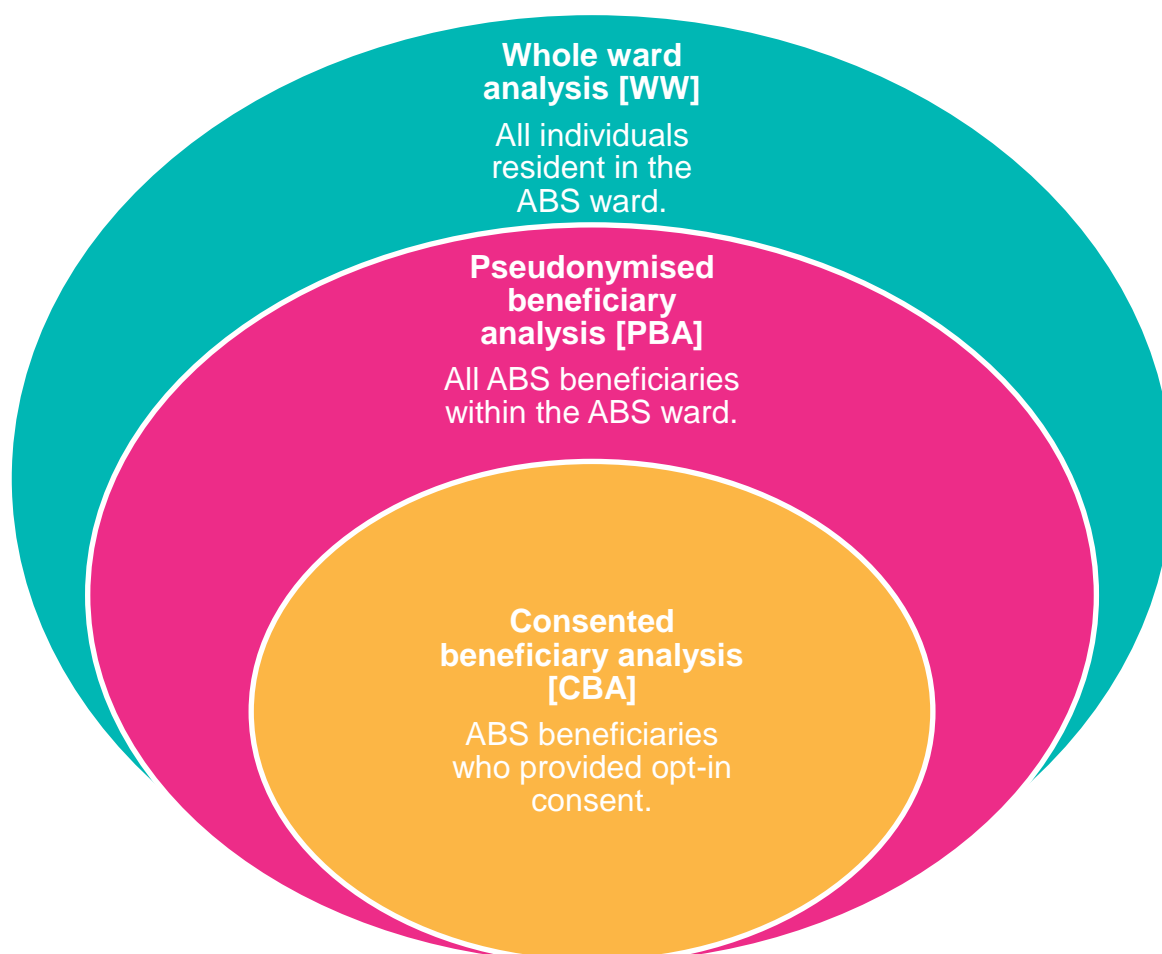 Whole ward
analysis [WW]
All individuals
resident in the
ABS ward.
Pseudonymised
beneficiary
analysis [PBA]
All ABS beneficiaries
within the ABS ward.
Consented
beneficiary analysis
[CBA]
ABS beneficiaries
who provided opt-in
consent.